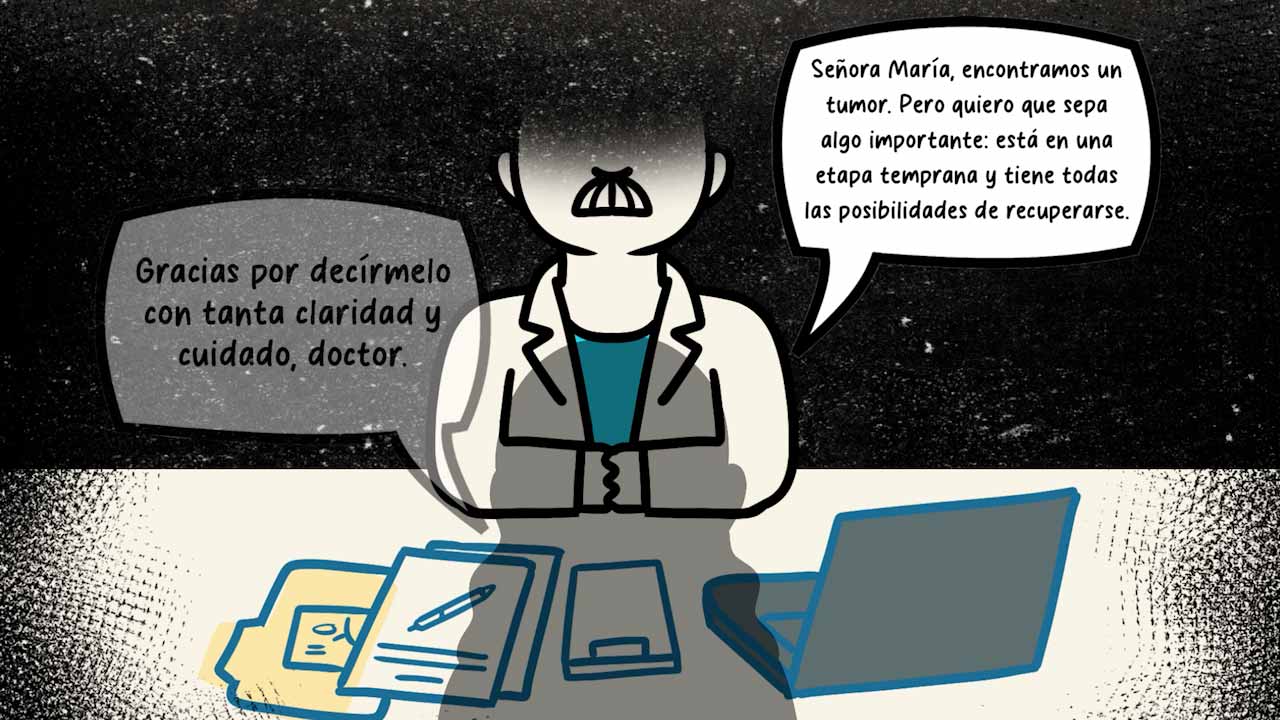 Señora María, encontramos un
tumor. Pero quiero que sepa
algo importante: está en una
etapa temprana y tiene todas
las posibilidades de recuperarse.
Gracias por decírmelo
con tanta claridad y
cuidado, doctor.